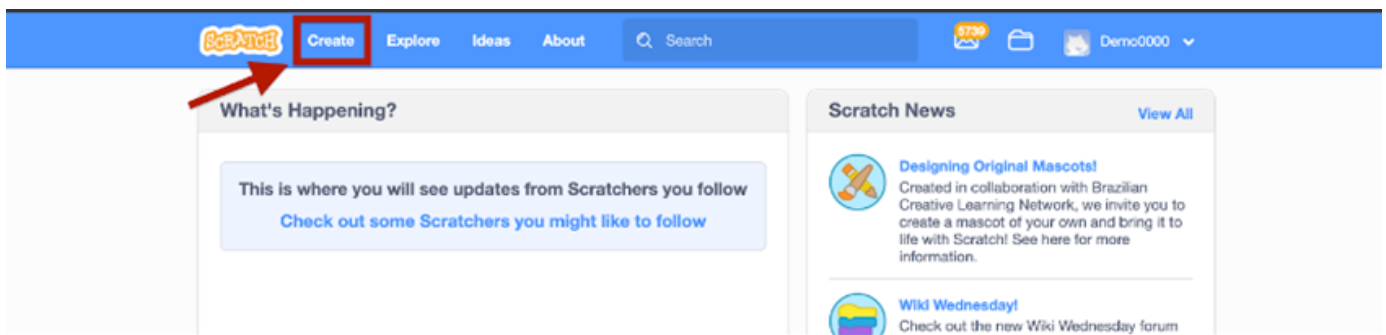 SCRATCH Create Explore Ideas About Search 5739 Demo0000
What's Happening?
This is where you will see updates from Scratchers you follow
Check out some Scratchers you might like to follow
Scratch News View All
Designing Original Mascots!
Created in collaboration with Brazilian
Creative Learning Network, we invite you to
create a mascot of your own and bring it to
life with Scratch! See here for more
information.
Wiki Wednesday!
Check out the new Wiki Wednesday forum